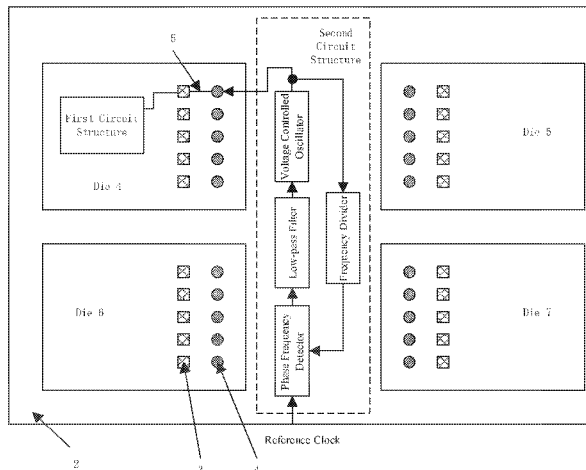 Second
Circuit
Structure
5
First Circuit
Structure
Die 4
Voltage Controlled
Oscillator
Die 5
Low-pass Filter
Frequency Divider
Die 6
Phase Frequency
Detector
Die 7
Reference Clock
2